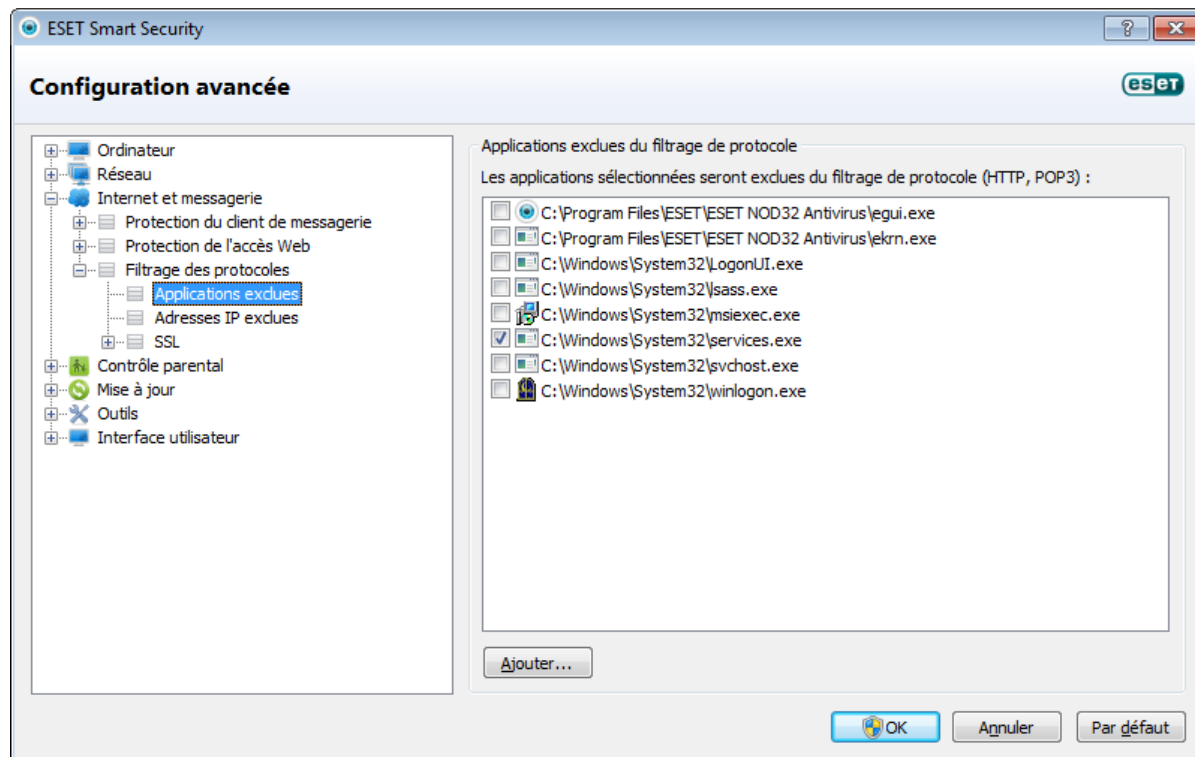 ESET Smart Security
Configuration avancée
eset
Ordinateur
Réseau
Internet et messagerie
Protection du client de messagerie
Protection de l'accès Web
Filtrage des protocoles
Applications exclues
Adresses IP exclues
SSL
Contrôle parental
Mise à jour
Outils
Interface utilisateur
Applications exclues du filtrage de protocole
Les applications sélectionnées seront exclues du filtrage de protocole (HTTP, POP3) :
C:\Program Files\ESET\ESET NOD32 Antivirus\egui.exe
C:\Program Files\ESET\ESET NOD32 Antivirus\ekrn.exe
C:\Windows\System32\LogonUI.exe
C:\Windows\System32\lsass.exe
C:\Windows\System32\msiexec.exe
C:\Windows\System32\services.exe
C:\Windows\System32\svchost.exe
C:\Windows\System32\winlogon.exe
Ajouter...
OK
Annuler
Par défaut